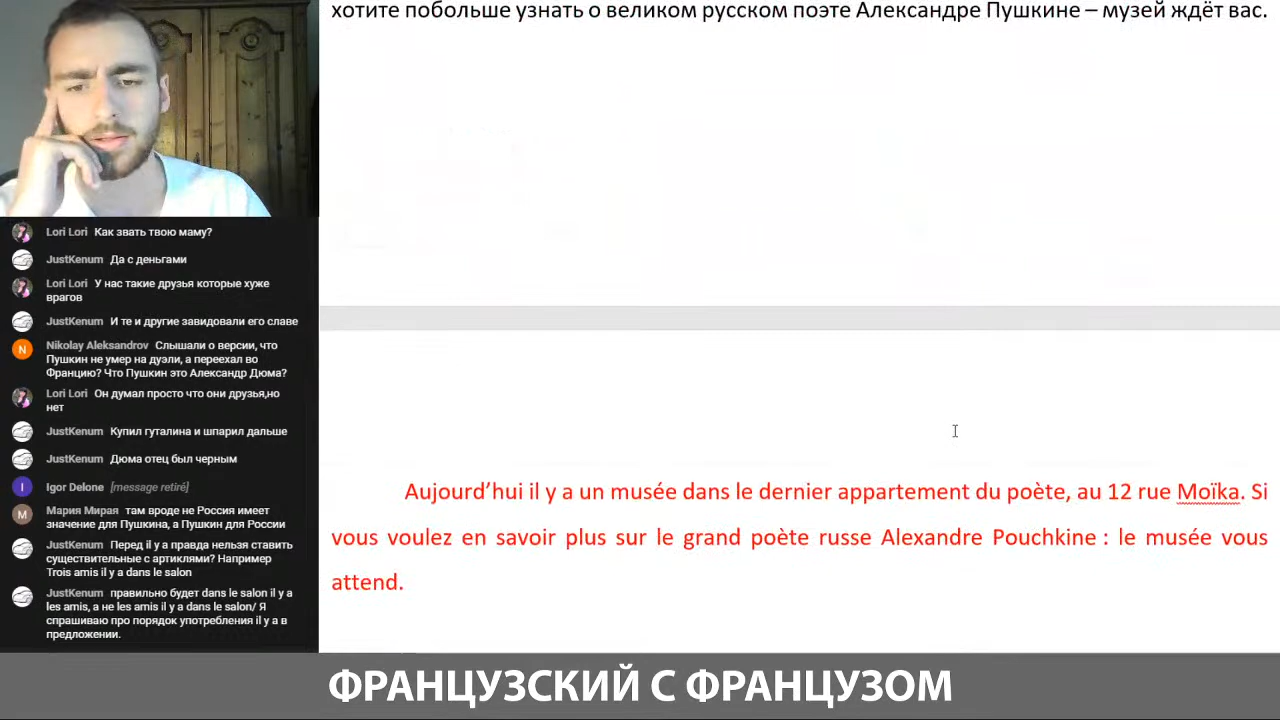 хотите побольше узнать о великом русском поэте Александре Пушкине – музей ждёт вас.
Lori Lori Как звать твою маму?
JustKenum Да с деньгами
Lori Lori У нас такие друзья которые хуже
врагов
JustKenum И те и другие завидовали его славе
N
Nikolay Aleksandrov Слышали о версии, что
Пушкин не умер на дуэли, а переехал во
Францию? Что Пушкин это Александр Дюма?
Lori Lori Он думал просто что они друзья,но
нет
JustKenum Купил гуталина и шпарил дальше
JustKenum Дюма отец был черным
I
Igor Delone [message retiré]
М
Мария Мирая там вроде не Россия имеет
значение для Пушкина, а Пушкин для России
JustKenum Перед il y a правда нельзя ставить
существительные с артиклями? Например
Trois amis il y a dans le salon
JustKenum правильно будет dans le salon il y a
les amis, а не les amis il y a dans le salon/ Я
спрашиваю про порядок употребления il y a в
предложении.
Aujourd’hui il y a un musée dans le dernier appartement du poète, au 12 rue Moïka. Si
vous voulez en savoir plus sur le grand poète russe Alexandre Pouchkine : le musée vous
attend.
ФРАНЦУЗСКИЙ С ФРАНЦУЗОМ